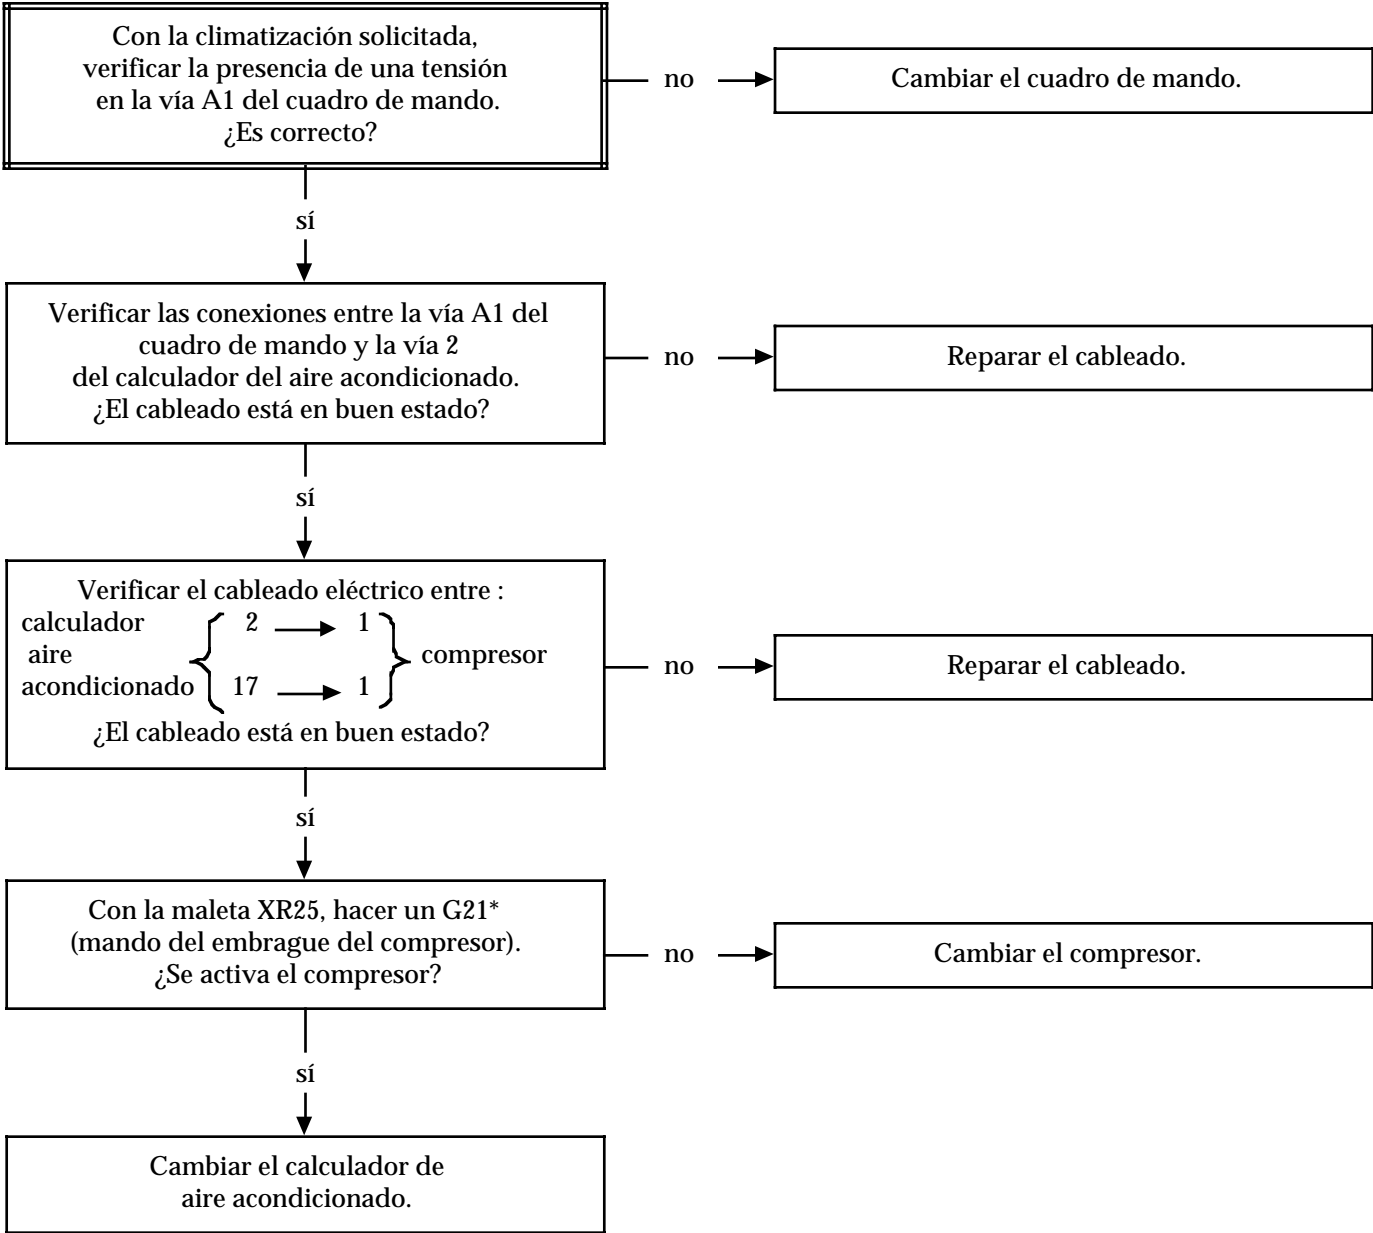 Con la climatización solicitada,
verificar la presencia de una tensión
en la vía A1 del cuadro de mando.
¿Es correcto?
no
Cambiar el cuadro de mando.
sí
Verificar las conexiones entre la vía A1 del
cuadro de mando y la vía 2
del calculador del aire acondicionado.
¿El cableado está en buen estado?
no
Reparar el cableado.
sí
Verificar el cableado eléctrico entre :
calculador 2 1
aire compresor
acondicionado 17 1
¿El cableado está en buen estado?
no
Reparar el cableado.
sí
Con la maleta XR25, hacer un G21*
(mando del embrague del compresor).
¿Se activa el compresor?
no
Cambiar el compresor.
sí
Cambiar el calculador de
aire acondicionado.